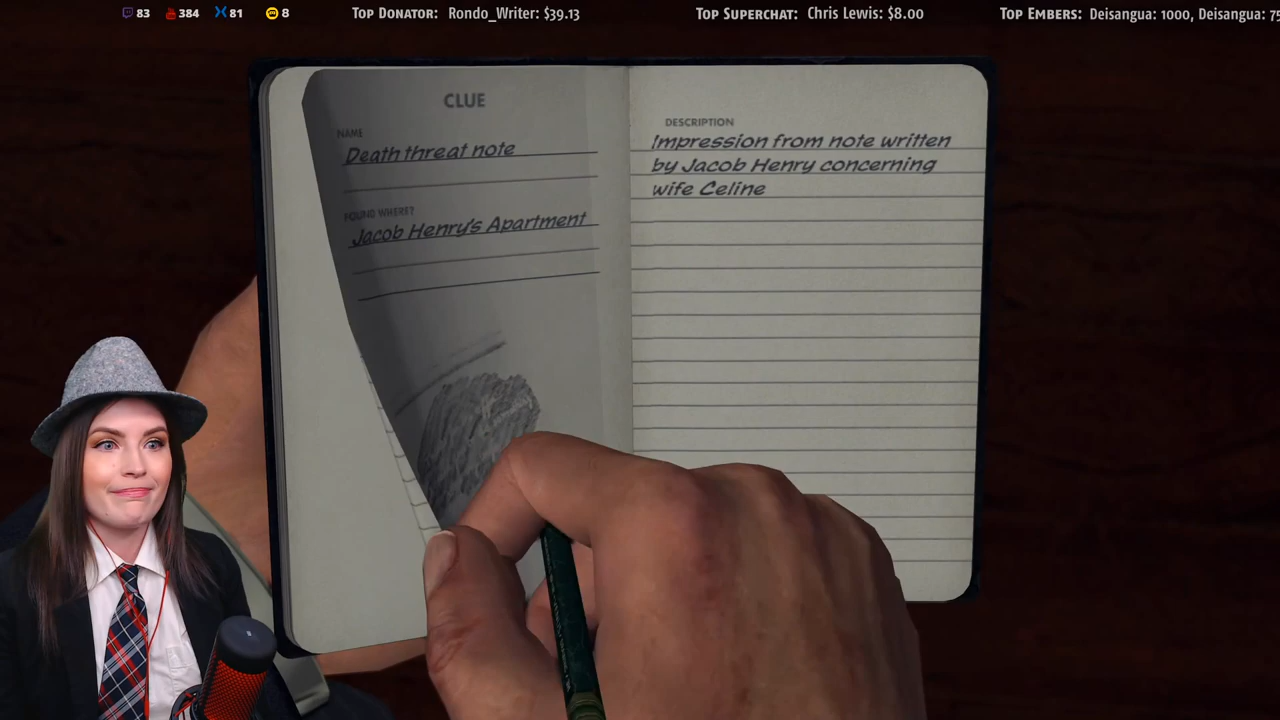 83 384 81 8 TOP DONATOR: Rondo_Writer: $39.13 TOP SUPERCHAT: Chris Lewis: $8.00 TOP EMBERS: Deisangua: 1000, Deisangua: 75
CLUE
NAME
Death threat note
FOUND WHERE?
Jacob Henry's Apartment
DESCRIPTION
Impression from note written
by Jacob Henry concerning
wife Celine